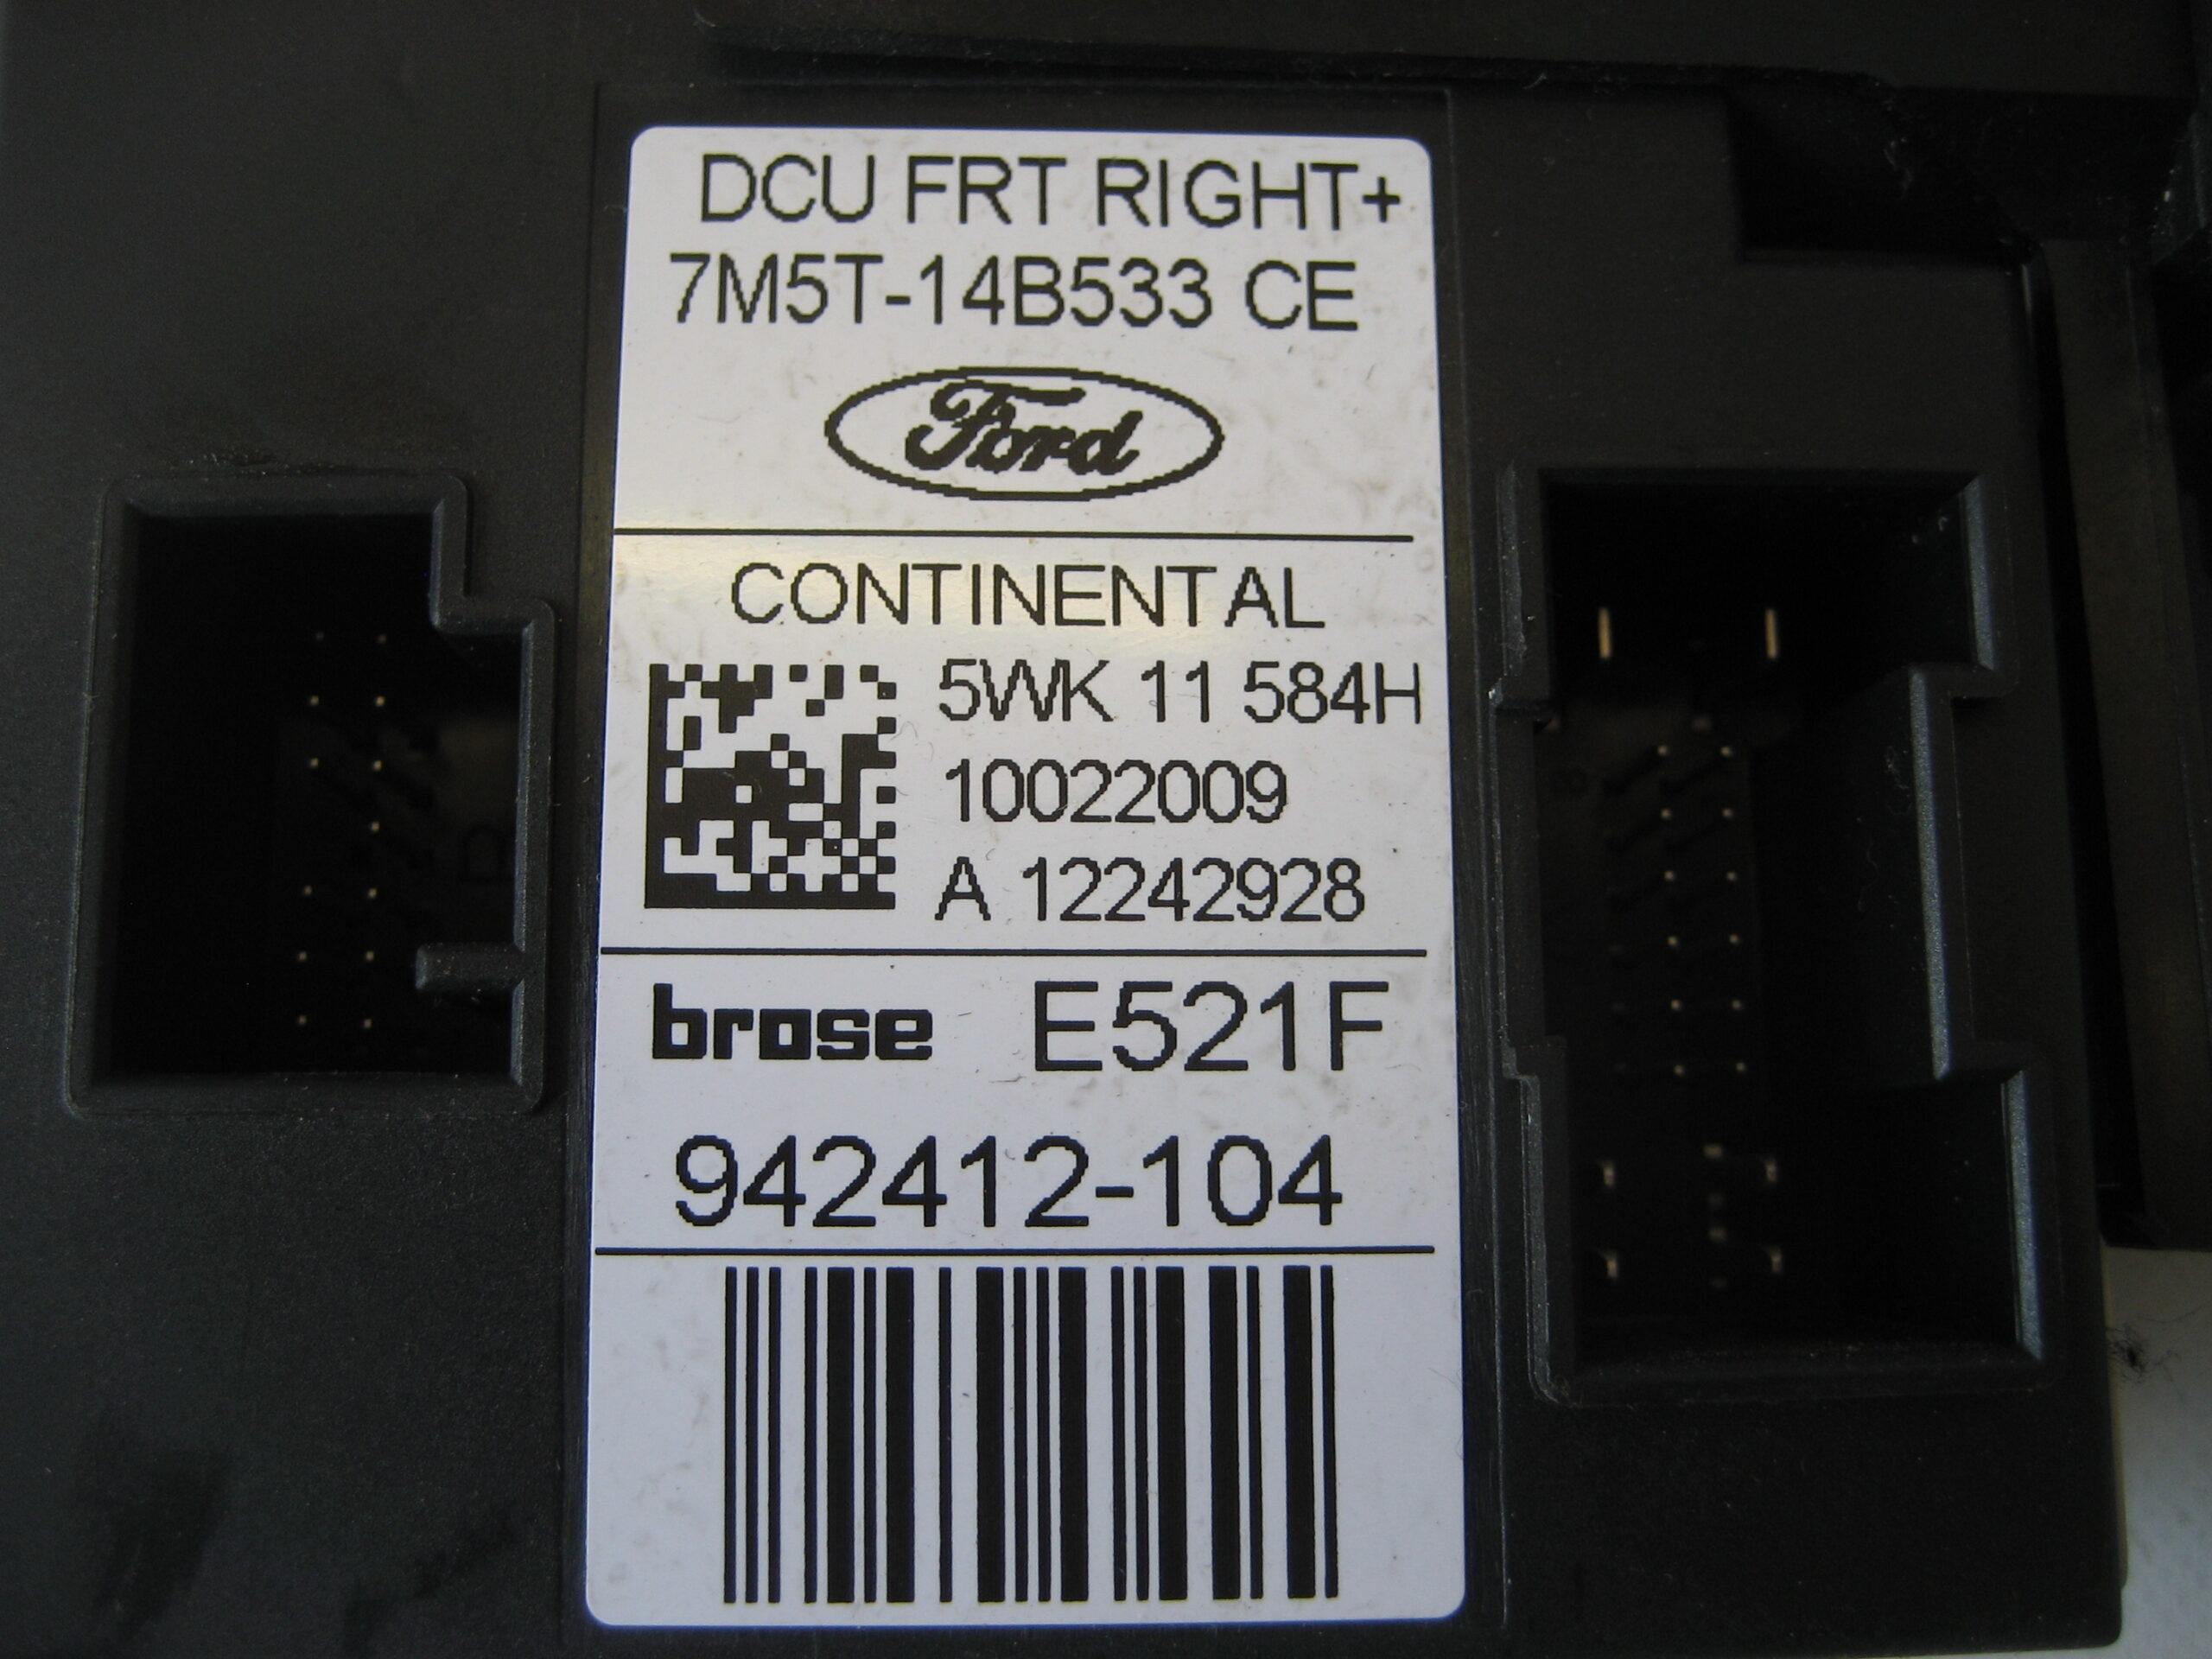 DCU FRT RIGHT+
7M5T-14B533 CE
Ford
CONTINENTAL
5WK 11 584H
10022009
A 12242928
brose E521F
942412-104